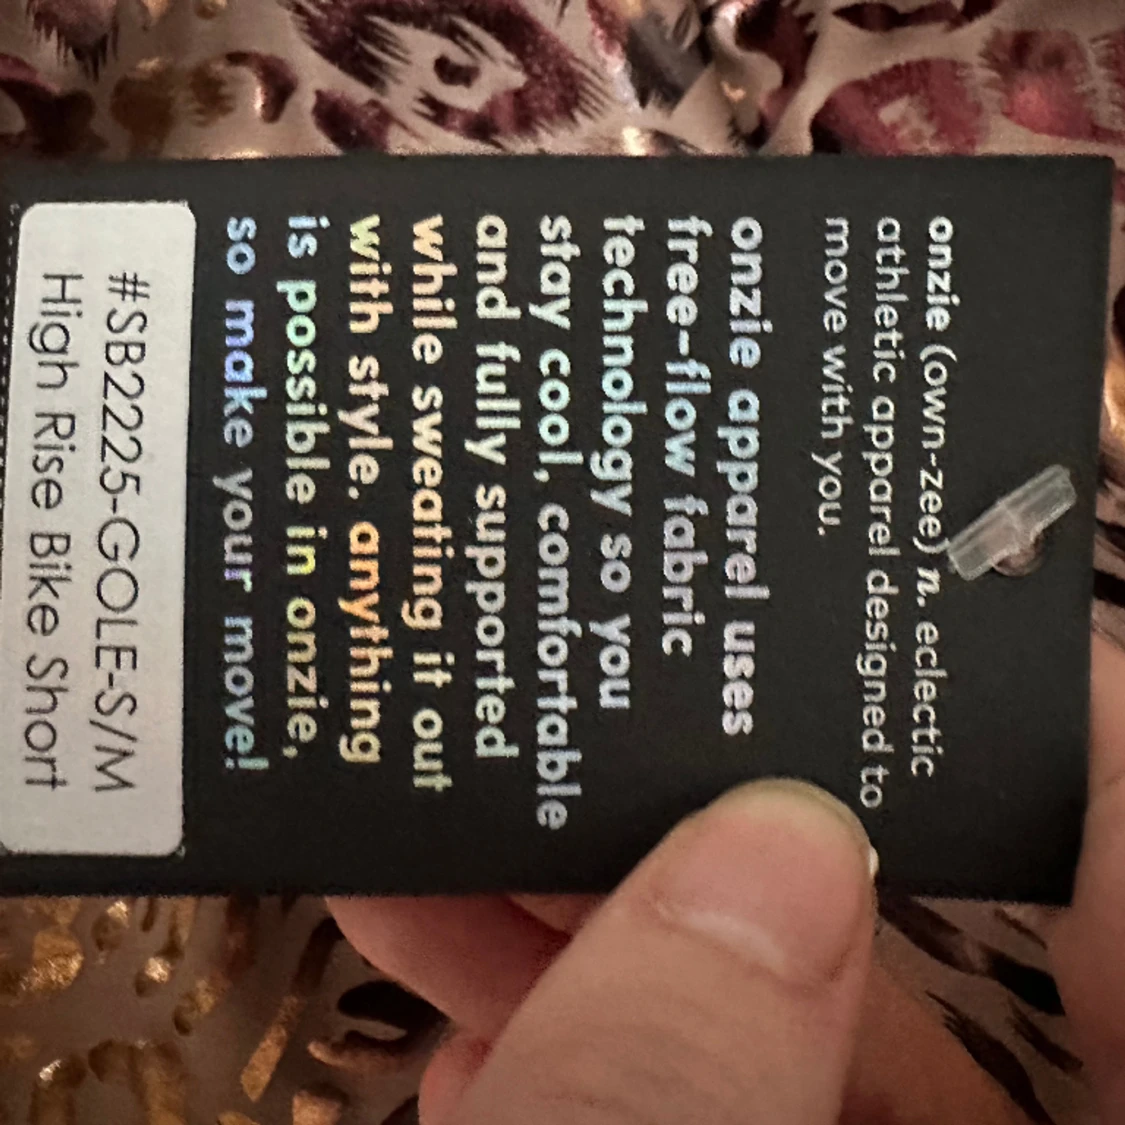 onzie (own-zee) n. eclectic
athletic apparel designed to
move with you.
onzie apparel uses
free-flow fabric
technology so you
stay cool, comfortable
and fully supported
while sweating it out
with style. anything
is possible in onzie,
so make your move!
#SB2225-GOLE-S/M
High Rise Bike Short